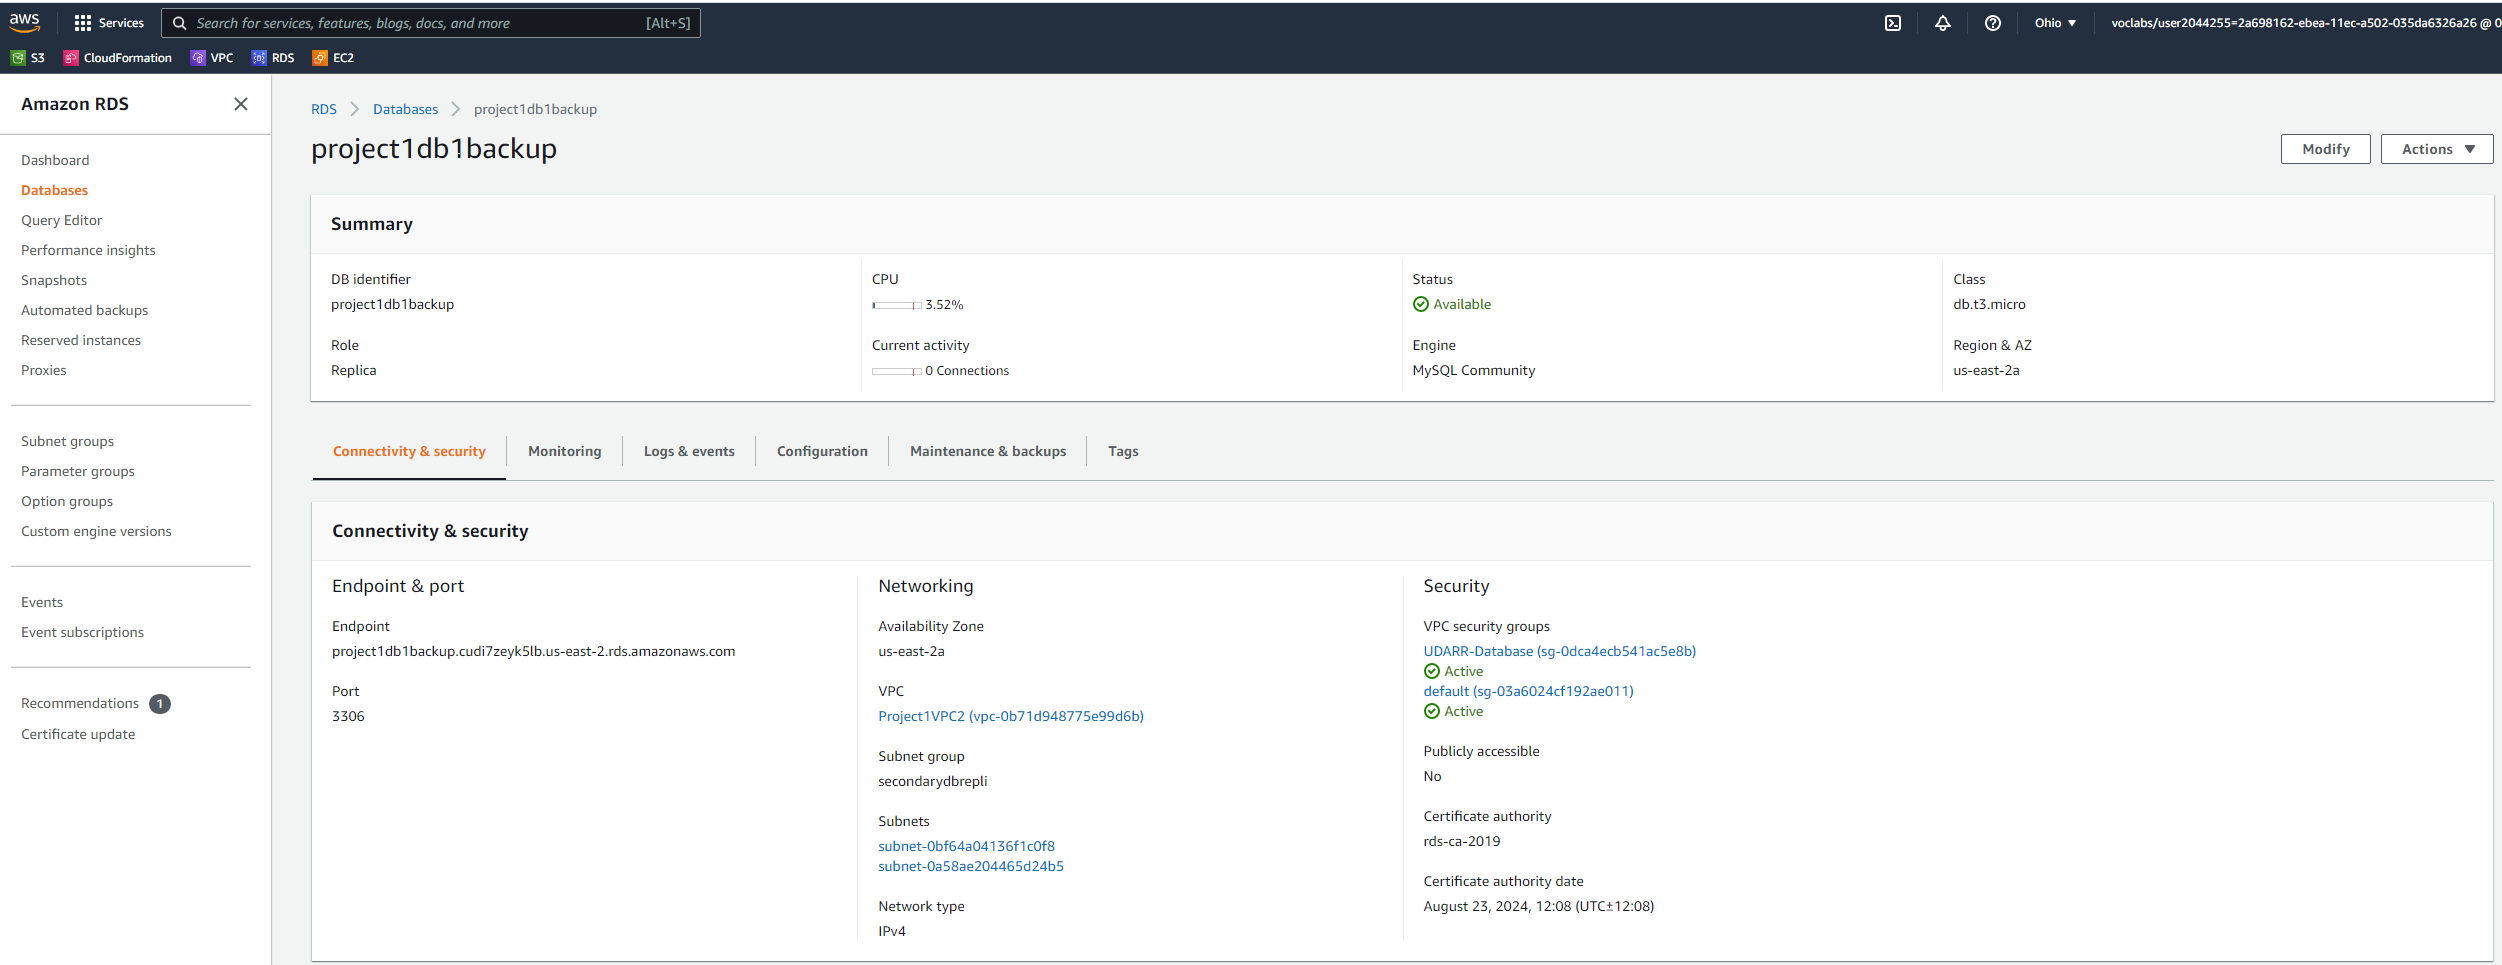 aws
Services
Search for services, features, blogs, docs, and more
[Alt+S]
Ohio
voclabs/user2044255=2a698162-ebea-11ec-a502-035da6326a26 @ 0
S3
CloudFormation
VPC
RDS
EC2
Amazon RDS
Dashboard
Databases
Query Editor
Performance insights
Snapshots
Automated backups
Reserved instances
Proxies
Subnet groups
Parameter groups
Option groups
Custom engine versions
Events
Event subscriptions
Recommendations 1
Certificate update
RDS
Databases
project1db1backup
project1db1backup
Modify
Actions
Summary
DB identifier
project1db1backup
Role
Replica
CPU
3.52%
Current activity
0 Connections
Status
Available
Engine
MySQL Community
Class
db.t3.micro
Region & AZ
us-east-2a
Connectivity & security
Monitoring
Logs & events
Configuration
Maintenance & backups
Tags
Connectivity & security
Endpoint & port
Endpoint
project1db1backup.cudi7zeyk5lb.us-east-2.rds.amazonaws.com
Port
3306
Networking
Availability Zone
us-east-2a
VPC
Project1VPC2 (vpc-0b71d948775e99d6b)
Subnet group
secondarydbrepli
Subnets
subnet-0bf64a04136f1c0f8
subnet-0a58ae204465d24b5
Network type
IPv4
Security
VPC security groups
UDARR-Database (sg-0dca4ecb541ac5e8b)
Active
default (sg-03a6024cf192ae011)
Active
Publicly accessible
No
Certificate authority
rds-ca-2019
Certificate authority date
August 23, 2024, 12:08 (UTC±12:08)